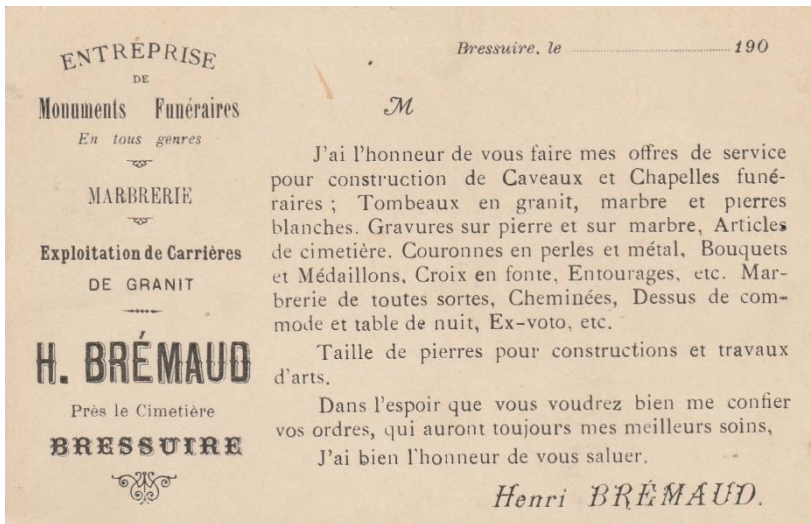 ENTREPRISE
DE
Monuments Funéraires
En tous genres
MARBRERIE
Exploitation de Carrières
DE GRANIT
H. BRÉMAUD
Près le Cimetière
BRESSUIRE
Bressuire, le ........................ 190
M
J'ai l'honneur de vous faire mes offres de service
pour construction de Caveaux et Chapelles funé-
raires ; Tombeaux en granit, marbre et pierres
blanches. Gravures sur pierre et sur marbre, Articles
de cimetière. Couronnes en perles et métal, Bouquets
et Médaillons, Croix en fonte, Entourages, etc. Mar-
brerie de toutes sortes, Cheminées, Dessus de com-
mode et table de nuit, Ex-voto, etc.
Taille de pierres pour constructions et travaux
d'arts.
Dans l'espoir que vous voudrez bien me confier
vos ordres, qui auront toujours mes meilleurs soins,
J'ai bien l'honneur de vous saluer.
Henri BRÉMAUD.